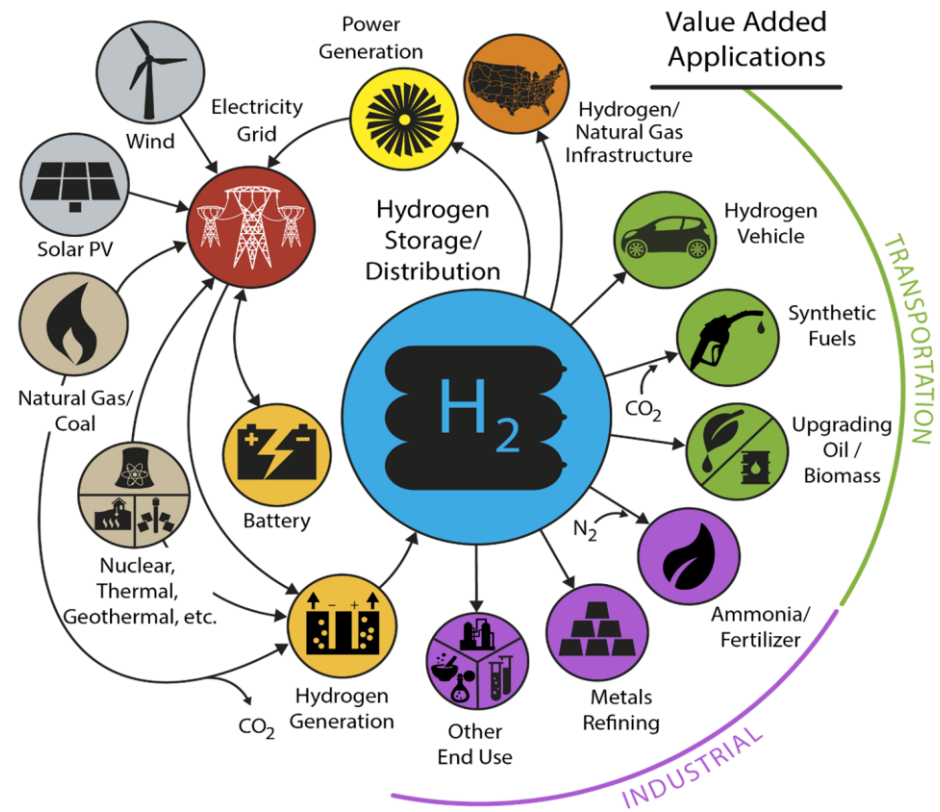 Power
Generation
Value Added
Applications
Electricity
Grid
Wind
Hydrogen/
Natural Gas
Infrastructure
Solar PV
Hydrogen
Storage/
Distribution
Hydrogen
Vehicle
TRANSPORTATION
Synthetic
Fuels
Natural Gas/
Coal
H₂
CO₂
Upgrading
Oil /
Biomass
Battery
N₂
Nuclear,
Thermal,
Geothermal, etc.
Ammonia/
Fertilizer
− +
Hydrogen
Generation
CO₂
Other
End Use
Metals
Refining
INDUSTRIAL